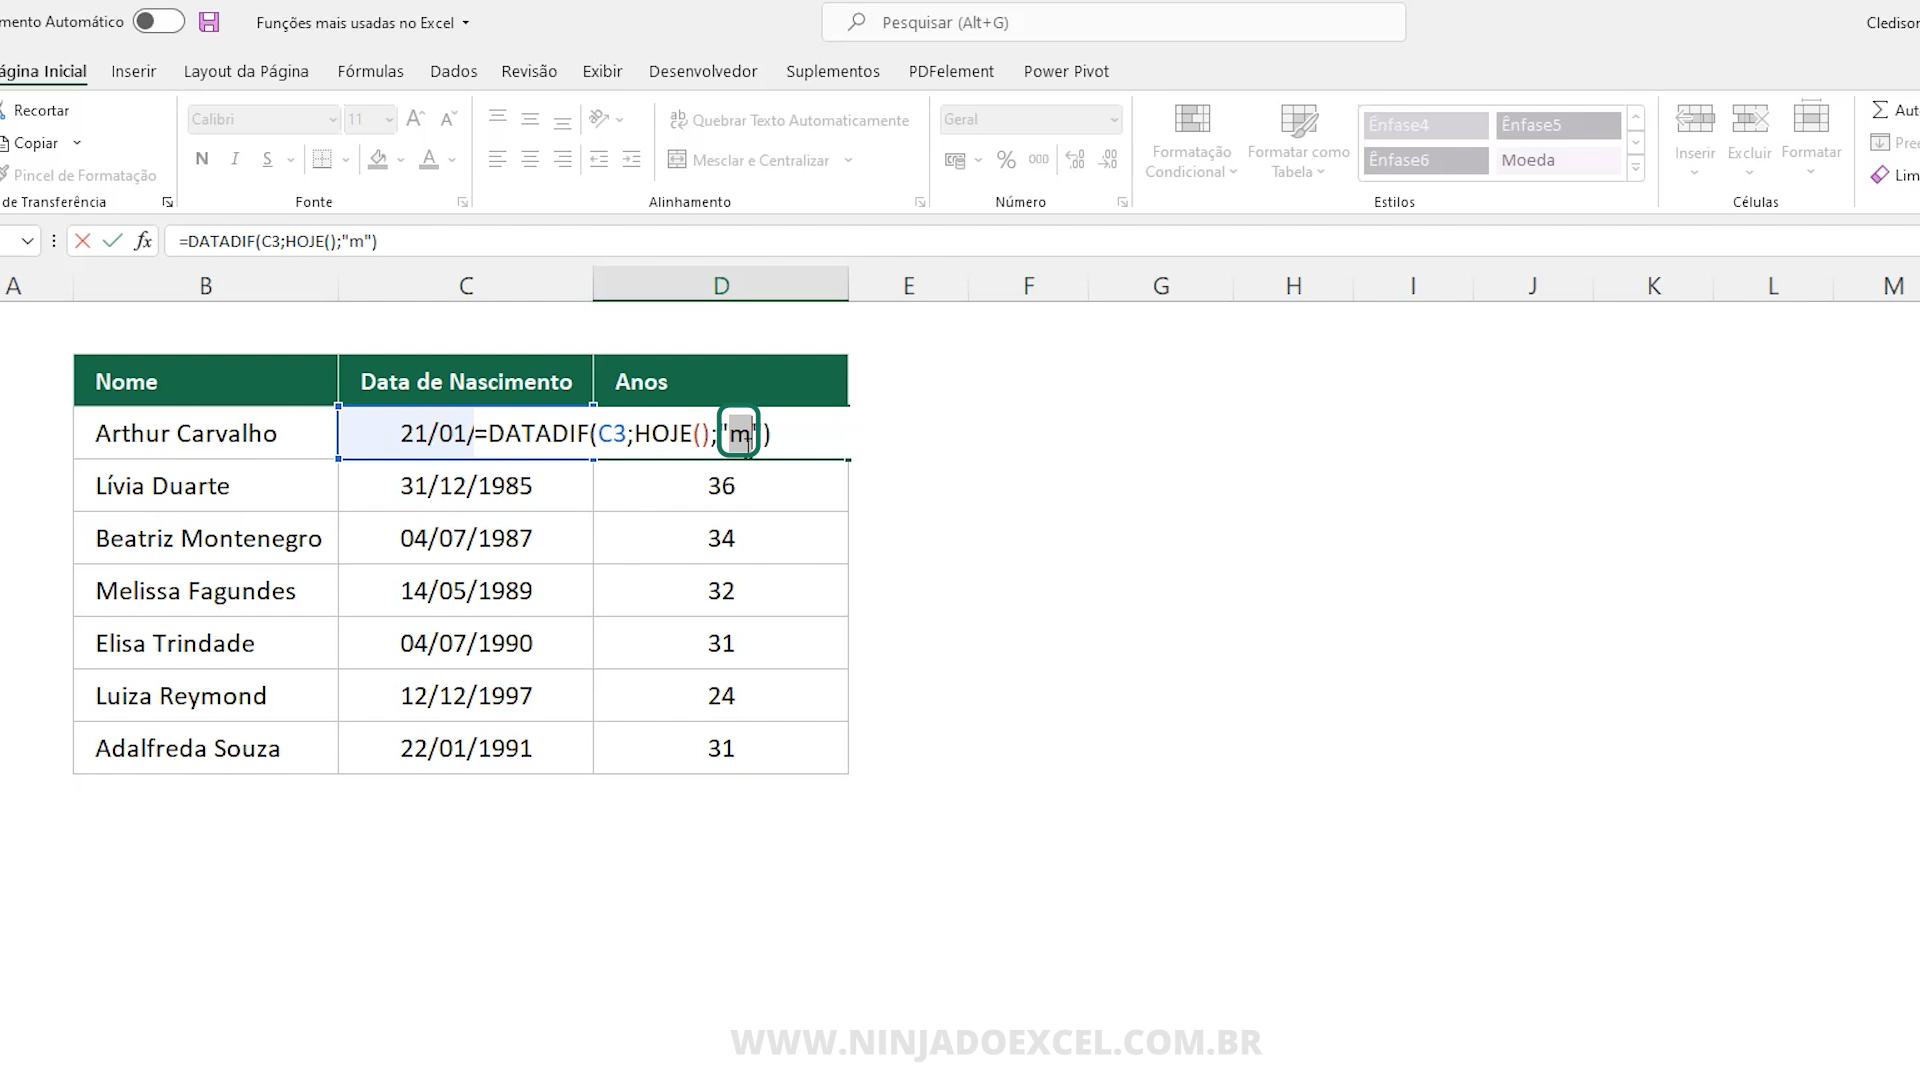 mento Automático
Funções mais usadas no Excel
Pesquisar (Alt+G)
Cledison
ágina Inicial Inserir Layout da Página Fórmulas Dados Revisão Exibir Desenvolvedor Suplementos PDFelement Power Pivot
Recortar
Copiar
Pincel de Formatação
de Transferência
Calibri 11
N I S
Fonte
Quebrar Texto Automaticamente
Mesclar e Centralizar
Alinhamento
Geral
% 000
Número
Formatação Condicional
Formatar como Tabela
Ênfase4 Ênfase5
Ênfase6 Moeda
Estilos
Inserir Excluir Formatar
Células
Σ Aut
Pree
Lim
fx =DATADIF(C3;HOJE();"m")
A B C D E F G H I J K L M
Nome Data de Nascimento Anos
Arthur Carvalho 21/01/=DATADIF(C3;HOJE();"m")
Lívia Duarte 31/12/1985 36
Beatriz Montenegro 04/07/1987 34
Melissa Fagundes 14/05/1989 32
Elisa Trindade 04/07/1990 31
Luiza Reymond 12/12/1997 24
Adalfreda Souza 22/01/1991 31
WWW.NINJADOEXCEL.COM.BR